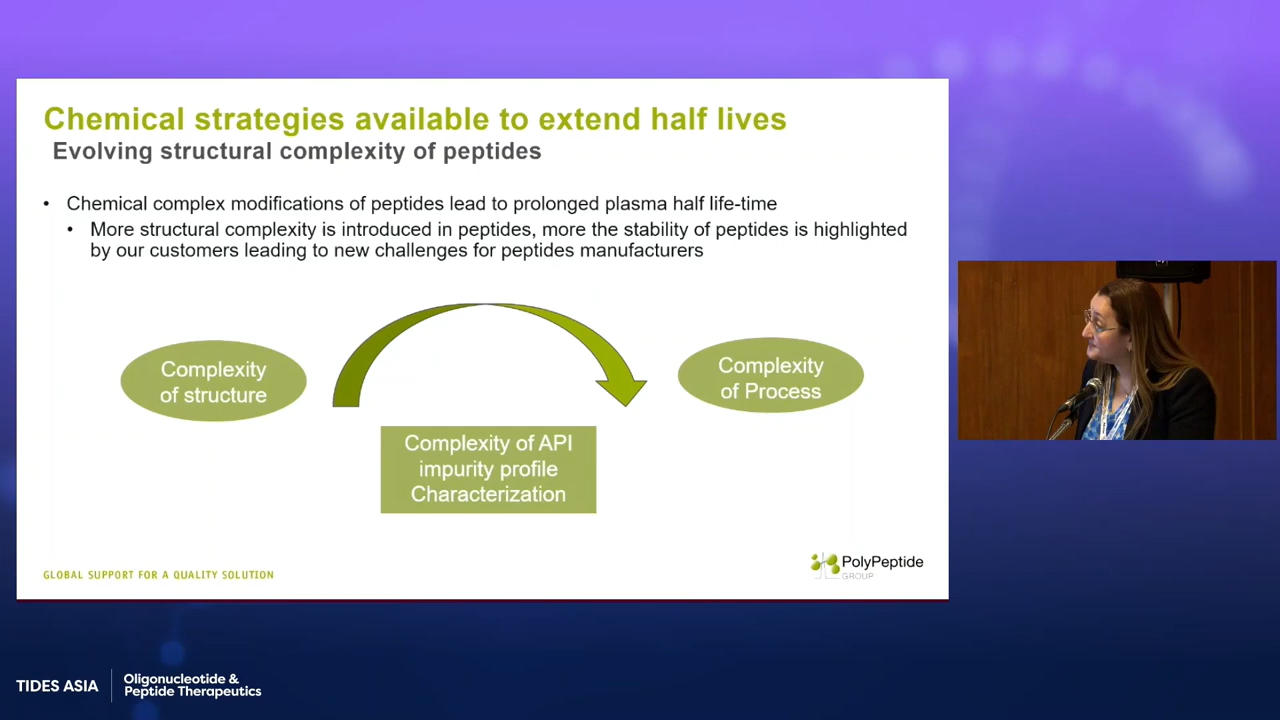 Chemical strategies available to extend half lives
Evolving structural complexity of peptides
• Chemical complex modifications of peptides lead to prolonged plasma half life-time
• More structural complexity is introduced in peptides, more the stability of peptides is highlighted
by our customers leading to new challenges for peptides manufacturers
Complexity
of structure
Complexity
of Process
Complexity of API
impurity profile
Characterization
GLOBAL SUPPORT FOR A QUALITY SOLUTION
PolyPeptide
GROUP
TIDES ASIA
Oligonucleotide &
Peptide Therapeutics